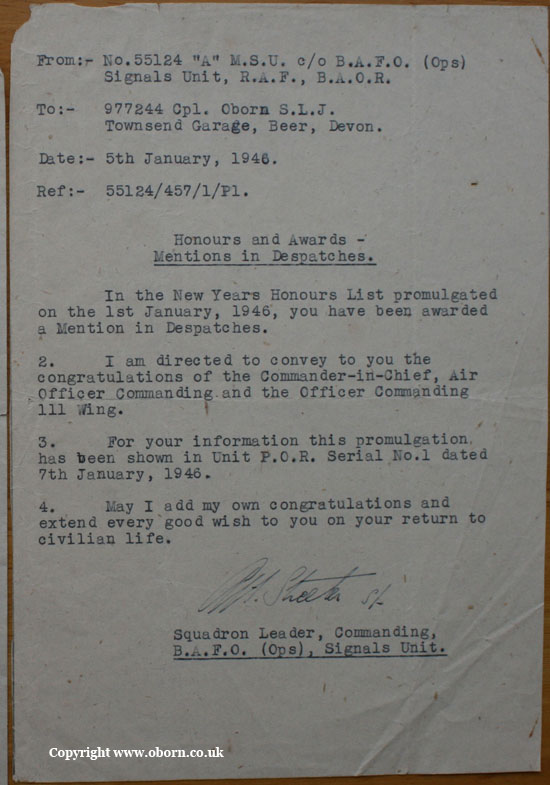 From:- No.55124 "A" M.S.U. c/o B.A.F.O. (Ops)
Signals Unit, R.A.F., B.A.O.R.
To:- 977244 Cpl. Oborn S.L.J.
Townsend Garage, Beer, Devon.
Date:- 5th January, 1946.
Ref:- 55124/457/1/P1.
Honours and Awards -
Mentions in Despatches.
In the New Years Honours List promulgated
on the 1st January, 1946, you have been awarded
a Mention in Despatches.
2. I am directed to convey to you the
congratulations of the Commander-in-Chief, Air
Officer Commanding and the Officer Commanding
111 Wing.
3. For your information this promulgation
has been shown in Unit P.O.R. Serial No.1 dated
7th January, 1946.
4. May I add my own congratulations and
extend every good wish to you on your return to
civilian life.
Squadron Leader, Commanding,
B.A.F.O. (Ops), Signals Unit.
Copyright www.oborn.co.uk